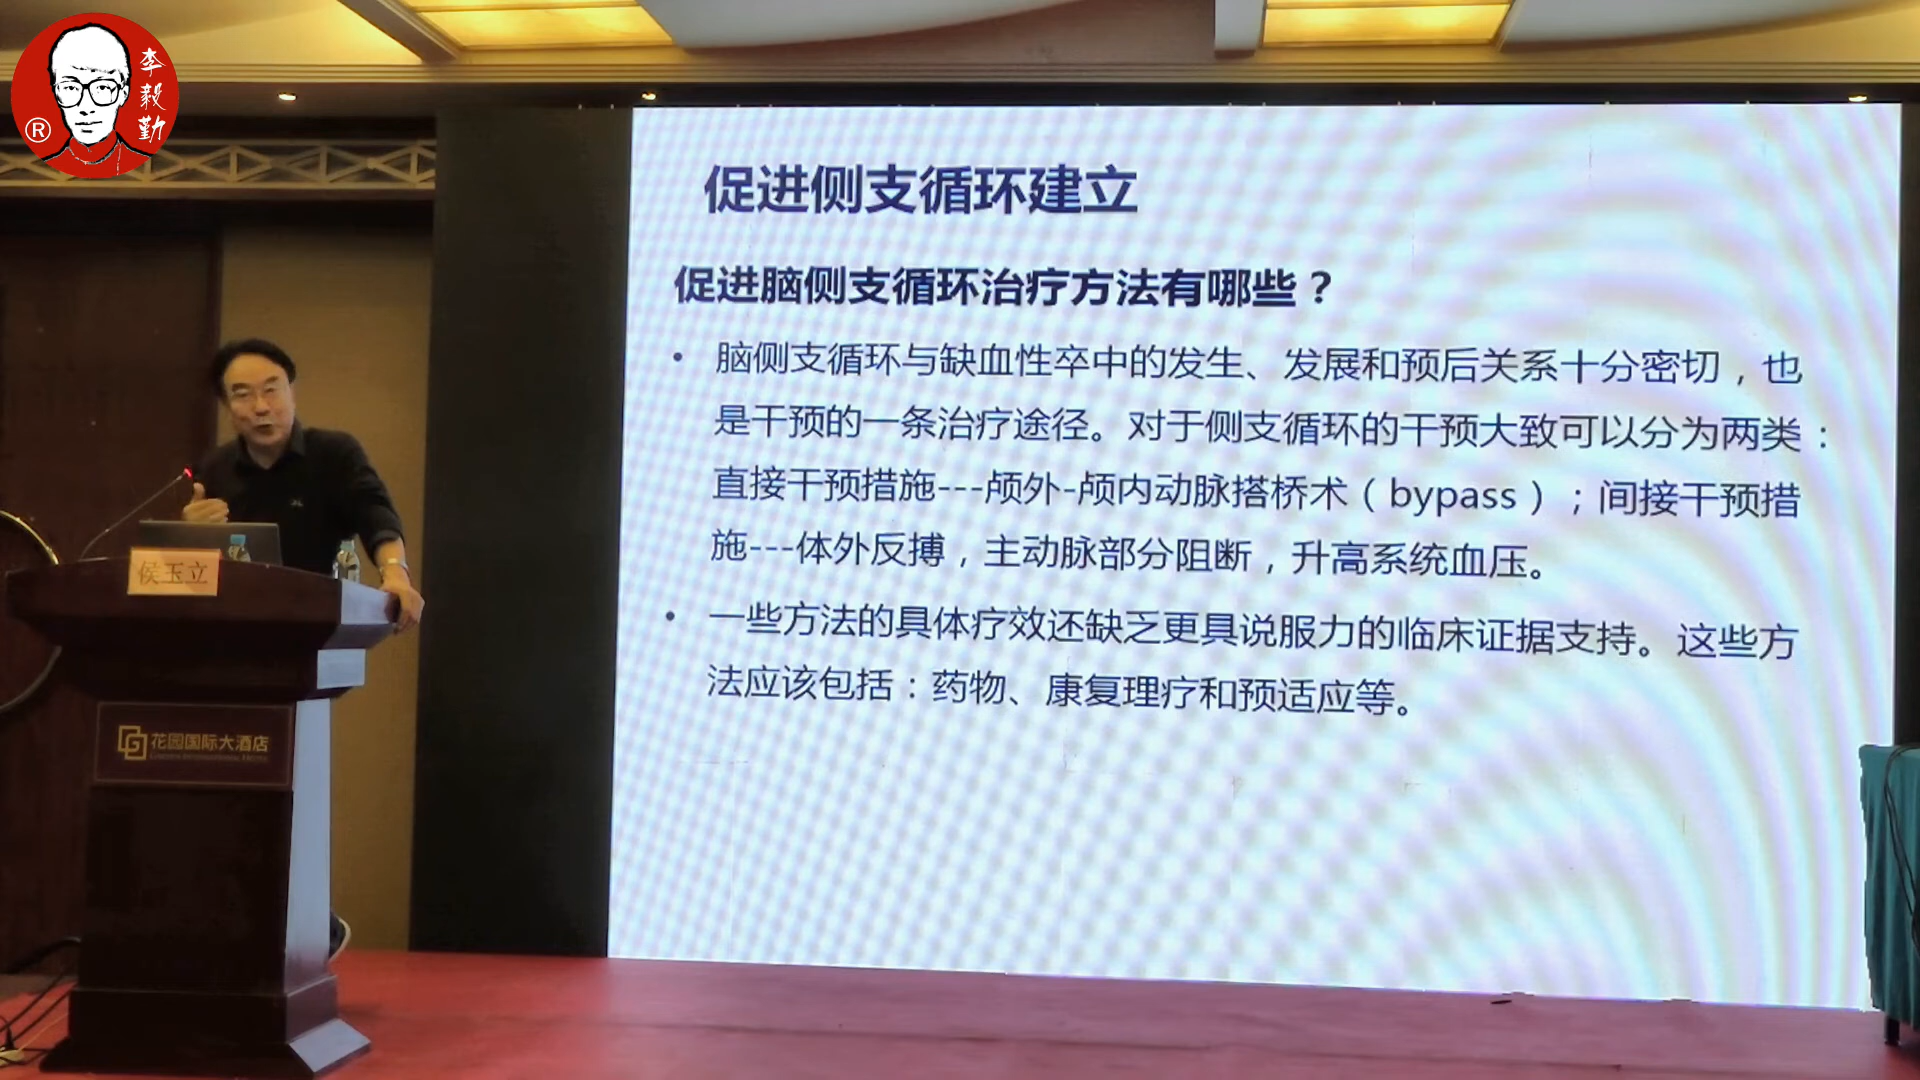 李毅勤
®
促进侧支循环建立
促进脑侧支循环治疗方法有哪些？
• 脑侧支循环与缺血性卒中的发生、发展和预后关系十分密切，也
是干预的一条治疗途径。对于侧支循环的干预大致可以分为两类：
直接干预措施---颅外-颅内动脉搭桥术（bypass）；间接干预措
施---体外反搏，主动脉部分阻断，升高系统血压。
• 一些方法的具体疗效还缺乏更具说服力的临床证据支持。这些方
法应该包括：药物、康复理疗和预适应等。
侯玉立
花园国际大酒店